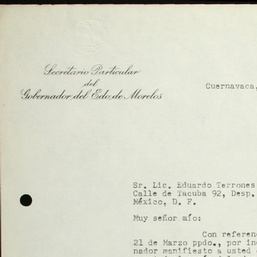 Secretario Particular
del
Gobernador del Edo. de Morelos
Cuernavaca,
Sr. Lic. Eduardo Terrones
Calle de Tacuba 92, Desp.
México, D. F.
Muy señor mío:
Con referen
21 de Marzo ppdo., por in
nador manifiesto a usted